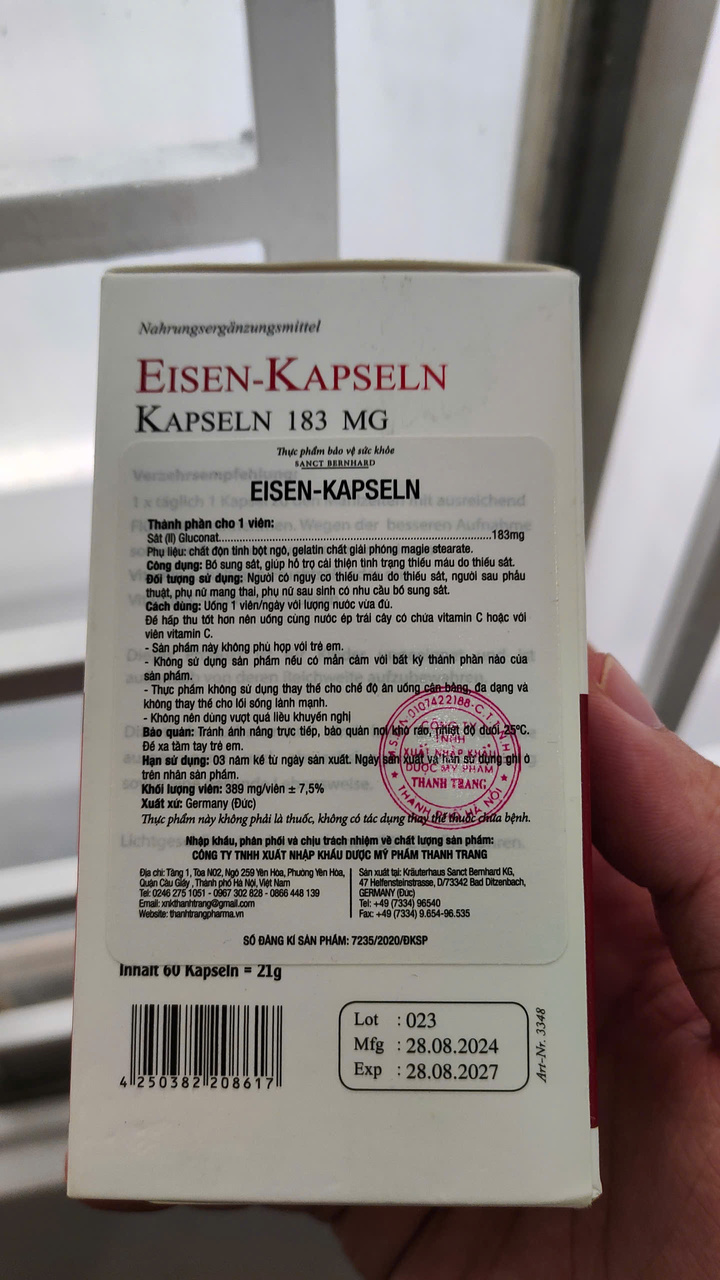 Nahrungsergänzungsmittel
EISEN-KAPSELN
KAPSELN 183 MG
Thực phẩm bảo vệ sức khỏe
SANCT BERNHARD
EISEN-KAPSELN
Thành phần cho 1 viên:
Sắt (II) Gluconat........................................................183mg
Phụ liệu: chất độn tinh bột ngô, gelatin chất giải phóng magie stearate.
Công dụng: Bổ sung sắt, giúp hỗ trợ cải thiện tình trạng thiếu máu do thiếu sắt.
Đối tượng sử dụng: Người có nguy cơ thiếu máu do thiếu sắt, người sau phẫu
thuật, phụ nữ mang thai, phụ nữ sau sinh có nhu cầu bổ sung sắt.
Cách dùng: Uống 1 viên/ngày với lượng nước vừa đủ.
Để hấp thu tốt hơn nên uống cùng nước ép trái cây có chứa vitamin C hoặc với
viên vitamin C.
- Sản phẩm này không phù hợp với trẻ em.
- Không sử dụng sản phẩm nếu có mẫn cảm với bất kỳ thành phần nào của
sản phẩm.
- Thực phẩm không sử dụng thay thế cho chế độ ăn uống cân bằng, đa dạng và
không thay thế cho lối sống lành mạnh.
- Không nên dùng vượt quá liều khuyến nghị
Bảo quản: Tránh ánh nắng trực tiếp, bảo quản nơi khô ráo, nhiệt độ dưới 25°C.
Để xa tầm tay trẻ em.
Hạn sử dụng: 03 năm kể từ ngày sản xuất. Ngày sản xuất và hạn sử dụng ghi ở
trên nhãn sản phẩm.
Khối lượng viên: 389 mg/viên ± 7,5%
Xuất xứ: Germany (Đức)
Thực phẩm này không phải là thuốc, không có tác dụng thay thế thuốc chữa bệnh.
M.S.D.N:0107422188-C.T.T.N.H.H
CÔNG TY
TNHH
XUẤT NHẬP KHẨU
DƯỢC MỸ PHẨM
THANH TRANG
THÀNH PHỐ HÀ NỘI
Nhập khẩu, phân phối và chịu trách nhiệm về chất lượng sản phẩm:
CÔNG TY TNHH XUẤT NHẬP KHẨU DƯỢC MỸ PHẨM THANH TRANG
Địa chỉ: Tầng 1, Tòa N02, Ngõ 259 Yên Hòa, Phường Yên Hòa,
Quận Cầu Giấy , Thành phố Hà Nội, Việt Nam
Tel: 0246 275 1051 - 0967 302 828 - 0866 448 139
Email: xnkthanhtrang@gmail.com
Website: thanhtrangpharma.vn
Sản xuất tại: Kräuterhaus Sanct Bernhard KG,
47 Helfensteinstrasse, D/73342 Bad Ditzenbach,
GERMANY (Đức)
Tel: +49 (7334) 96540
Fax: +49 (7334) 9.654-96.535
SỐ ĐĂNG KÍ SẢN PHẨM: 7235/2020/ĐKSP
Inhalt 60 Kapseln = 21g
4 250382 208617
Lot : 023
Mfg : 28.08.2024
Exp : 28.08.2027
Art-Nr. 3348